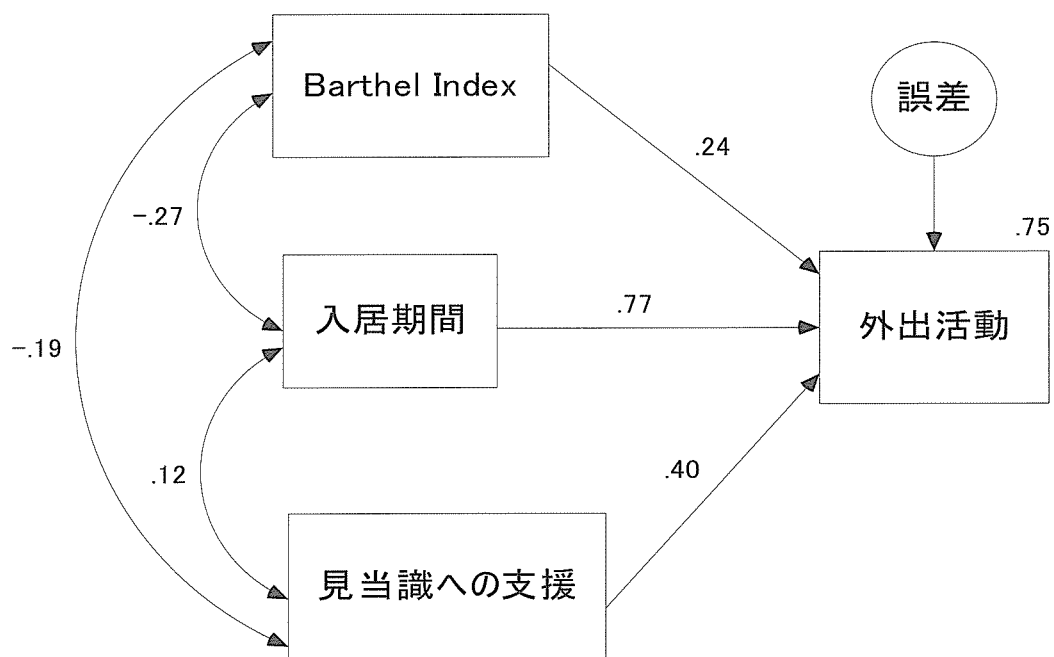 Barthel Index
誤差
.24
-.27
.75
入居期間
.77
外出活動
-.19
.12
.40
見当識への支援